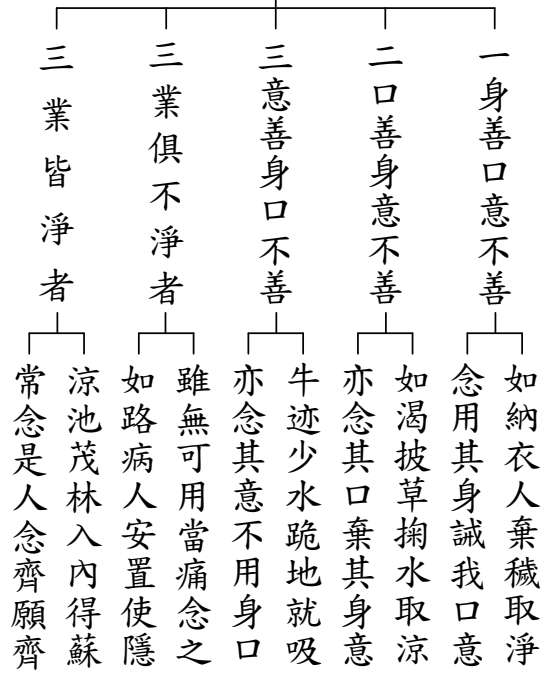 一身善口意不善
如納衣人棄穢取淨
念用其身誡我口意
二口善身意不善
如渴披草掬水取涼
亦念其口棄其身意
三意善身口不善
牛迹少水跪地就吸
亦念其意不用身口
三業俱不淨者
雖無可用當痛念之
如路病人安置使隱
三業皆淨者
涼池茂林入內得蘇
常念是人念齊願齊